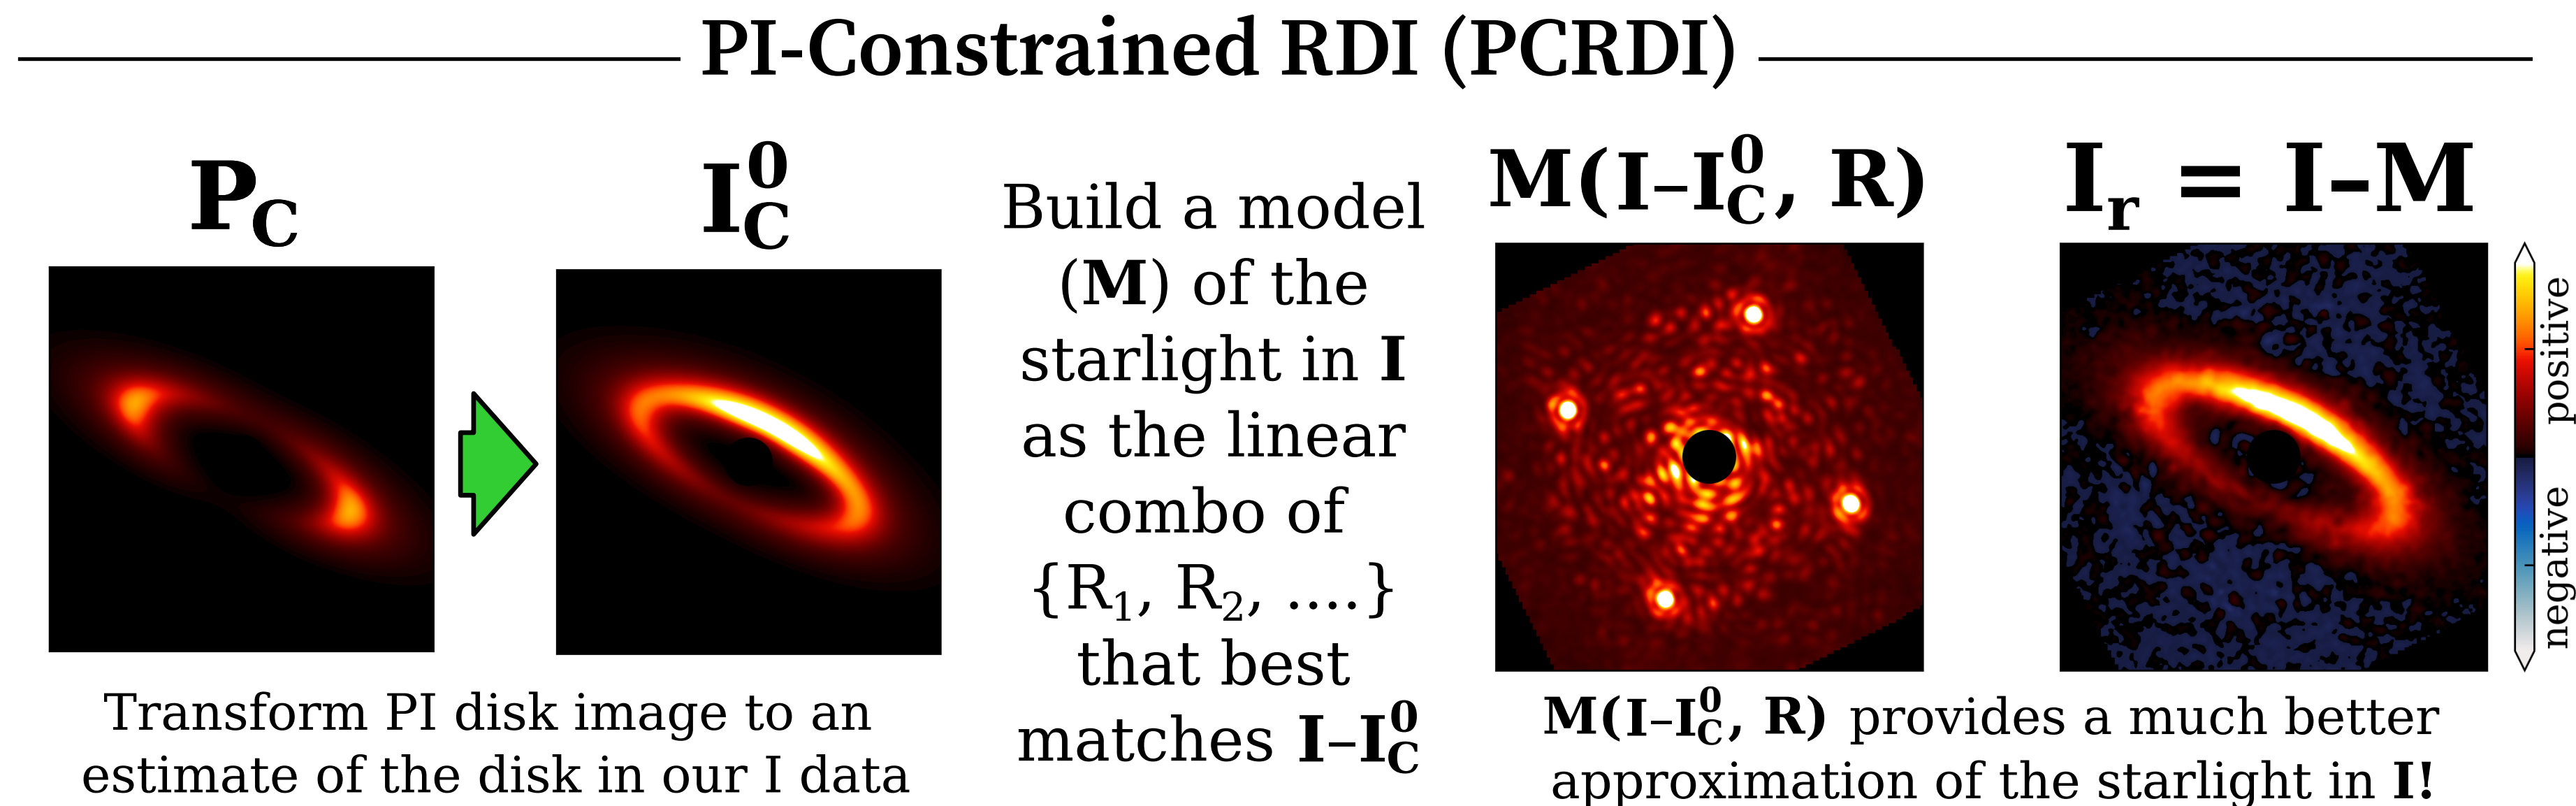 PI-Constrained RDI (PCRDI)
P_C
I_C^0
Build a model
(M) of the
starlight in I
as the linear
combo of
{R_1, R_2, ....}
that best
matches I–I_C^0
M(I–I_C^0, R)
I_r = I–M
positive
negative
Transform PI disk image to an
estimate of the disk in our I data
M(I–I_C^0, R) provides a much better
approximation of the starlight in I!